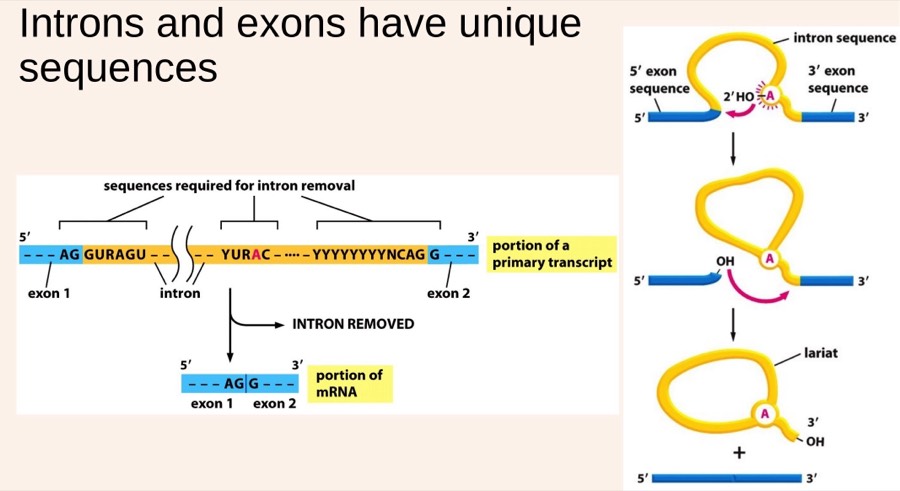 Introns and exons have unique
sequences
sequences required for intron removal
5′
3′
- - - AG GURAGU - -
- - YURAC - ···· - YYYYYYYYNCAG G - - -
portion of a
primary transcript
exon 1
intron
exon 2
INTRON REMOVED
5′
3′
- - - AG G - - -
portion of
mRNA
exon 1
exon 2
intron sequence
5′ exon
sequence
3′ exon
sequence
2′HO
A
5′
3′
OH
A
5′
3′
lariat
A
3′
OH
+
5′
3′